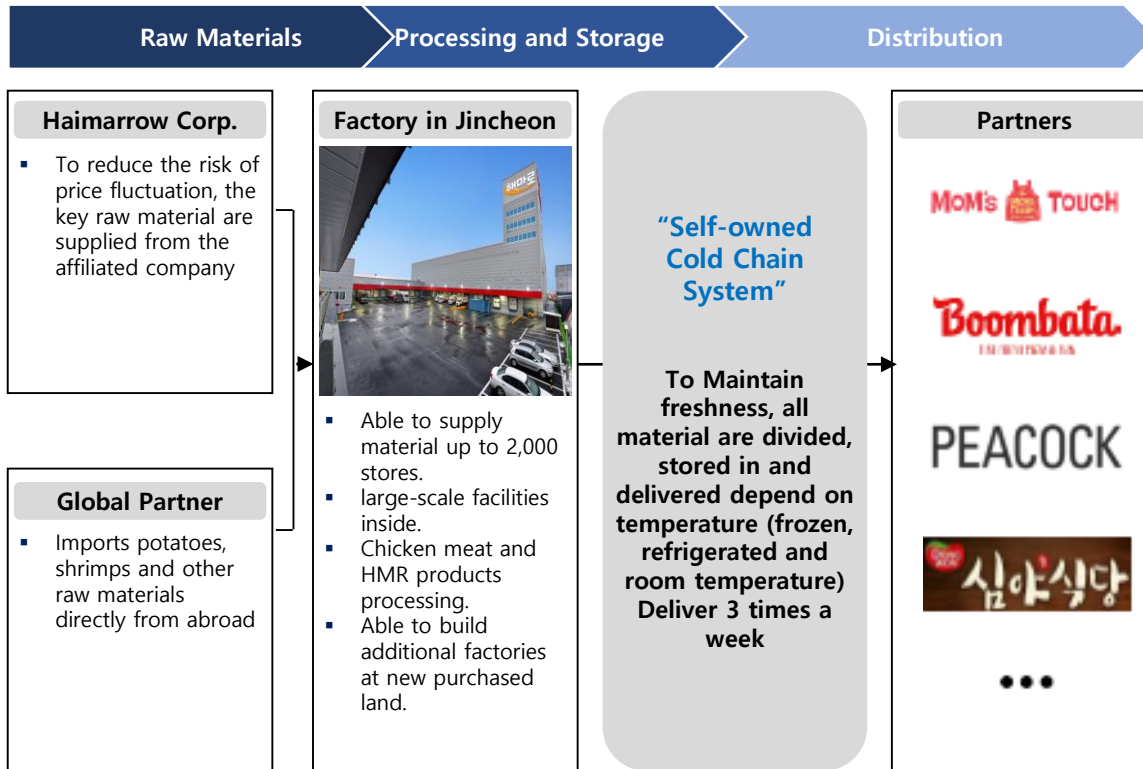 Raw Materials
Processing and Storage
Distribution
Haimarrow Corp.
▪ To reduce the risk of
price fluctuation, the
key raw material are
supplied from the
affiliated company
Global Partner
▪ Imports potatoes,
shrimps and other
raw materials
directly from abroad
Factory in Jincheon
해마로
▪ Able to supply
material up to 2,000
stores.
▪ large-scale facilities
inside.
▪ Chicken meat and
HMR products
processing.
▪ Able to build
additional factories
at new purchased
land.
“Self-owned
Cold Chain
System”
To Maintain
freshness, all
material are divided,
stored in and
delivered depend on
temperature (frozen,
refrigerated and
room temperature)
Deliver 3 times a
week
Partners
MOM's TOUCH
Boombata
PEACOCK
심야식당
•••